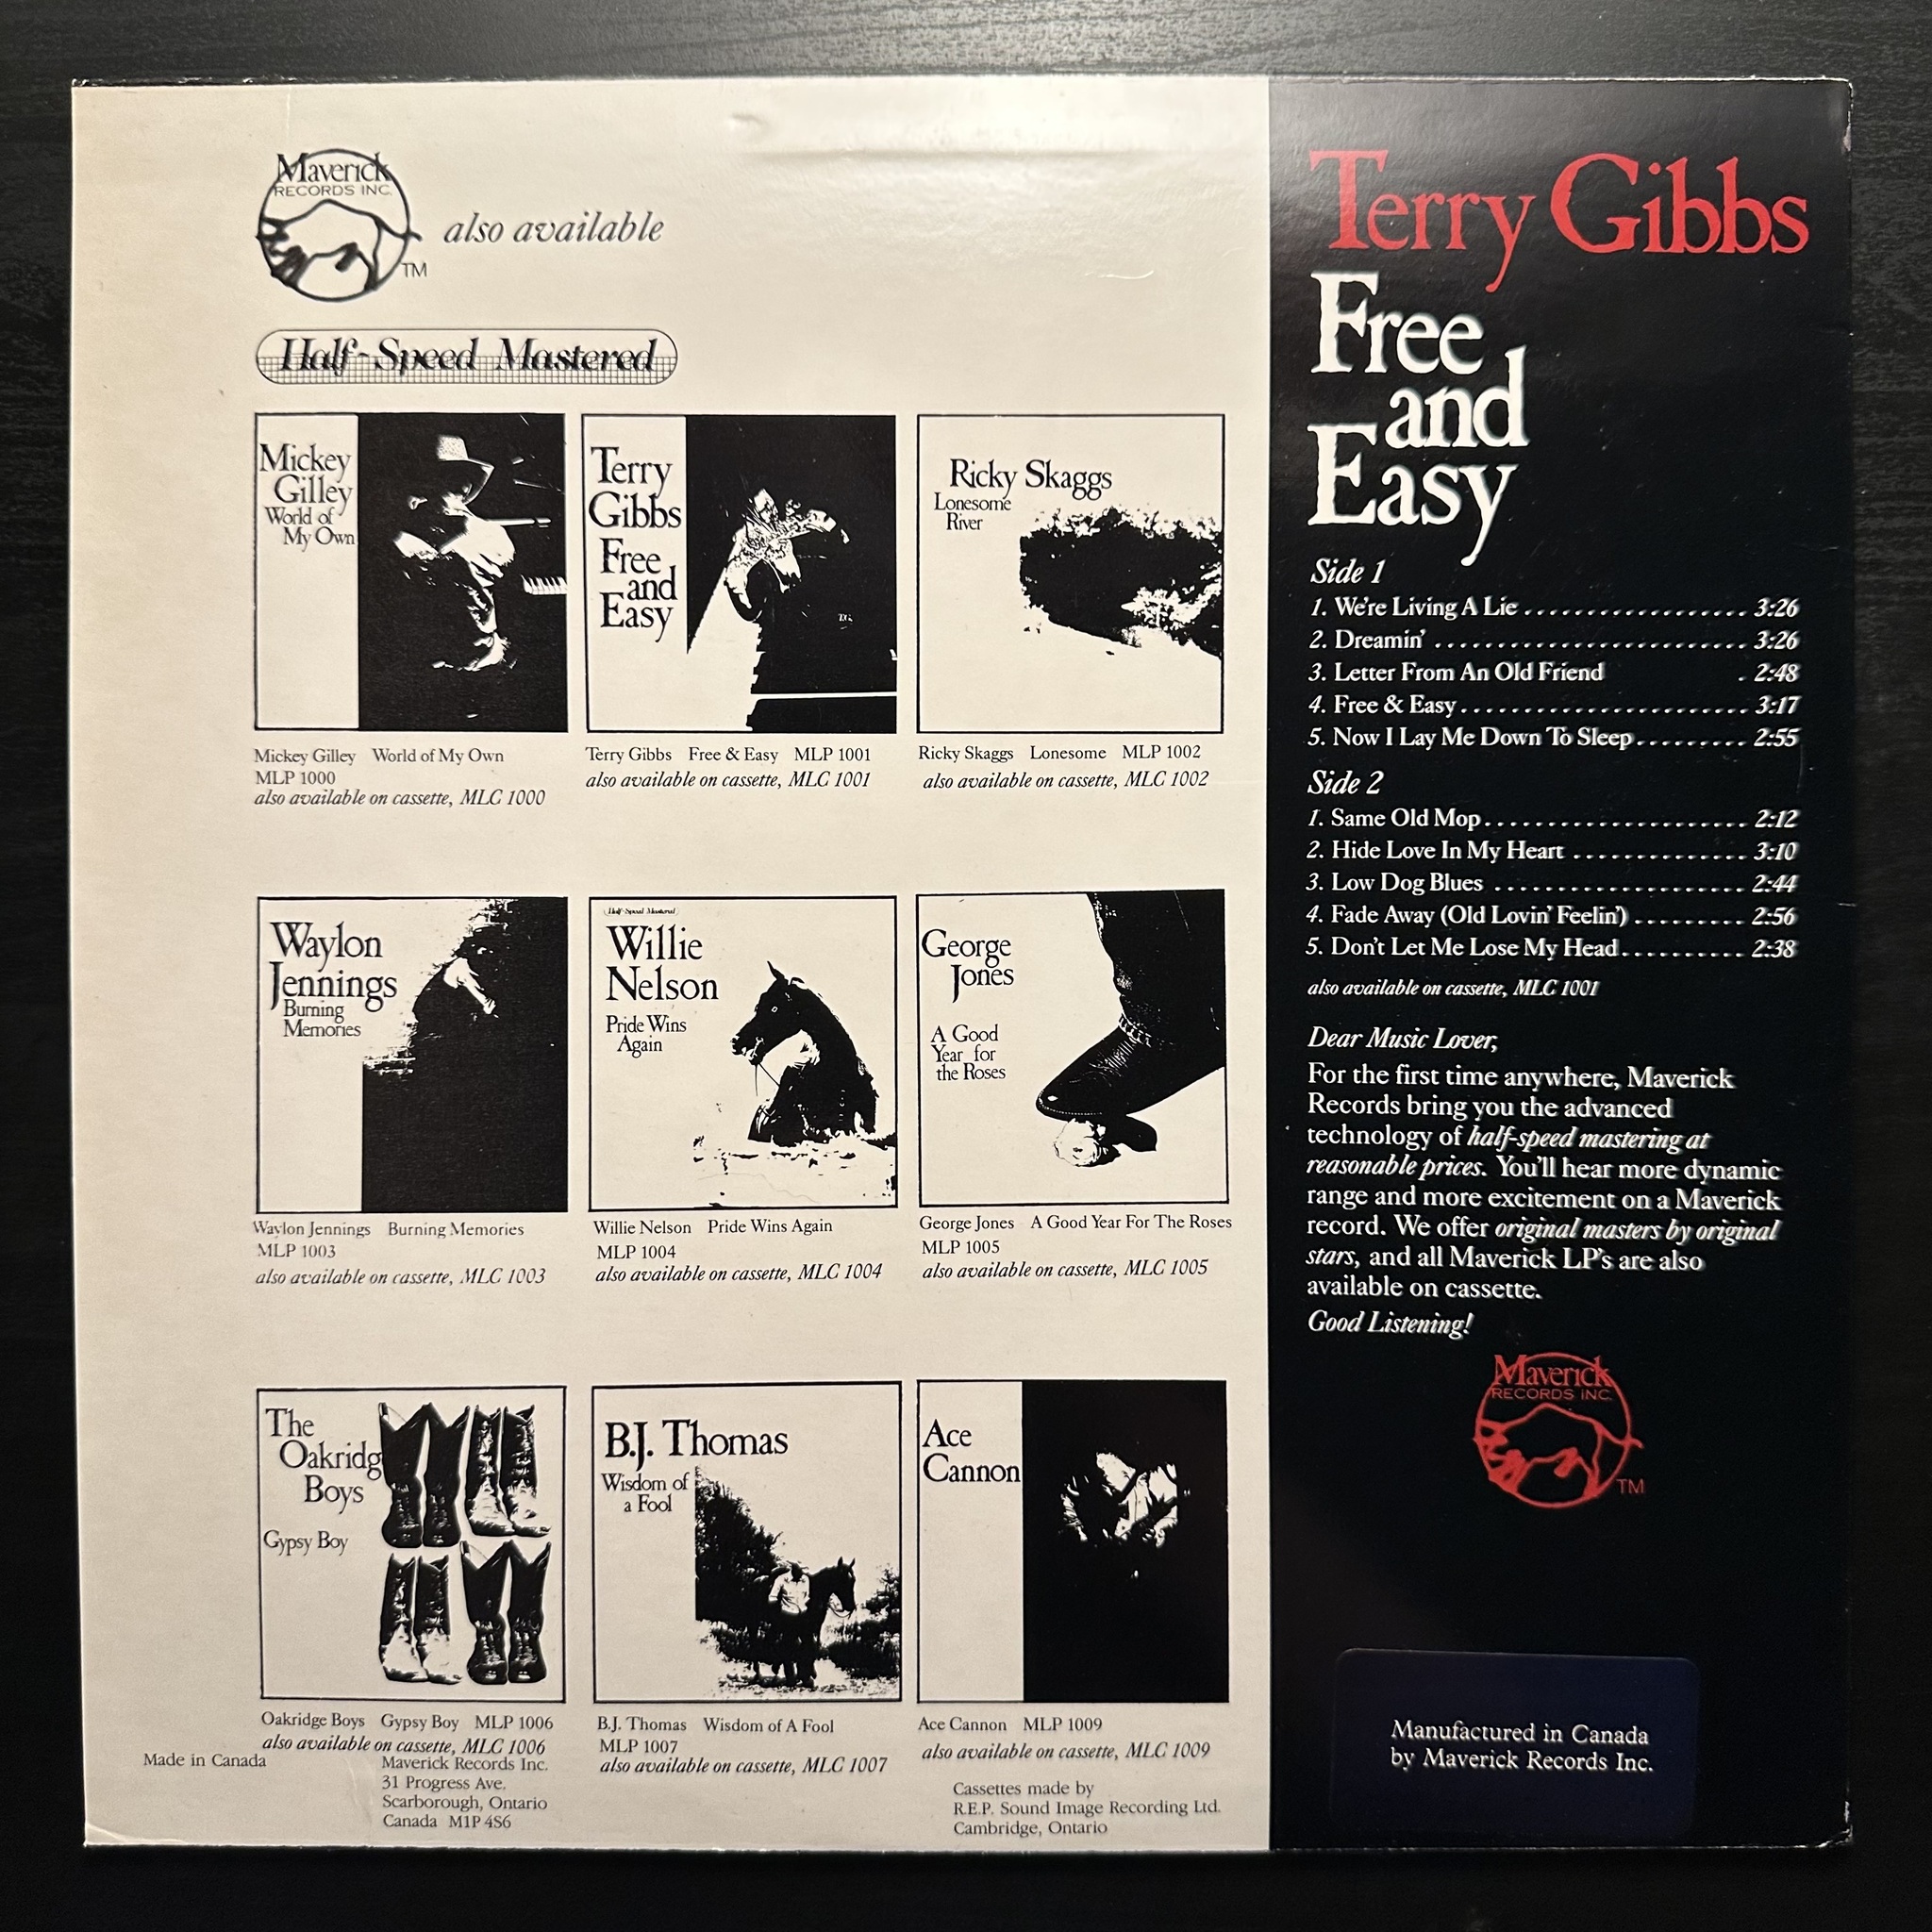 Maverick
RECORDS INC.
TM
also available
Half-Speed Mastered
Mickey
Gilley
World of
My Own
Terry
Gibbs
Free
and
Easy
Ricky Skaggs
Lonesome
River
Mickey Gilley World of My Own
MLP 1000
also available on cassette, MLC 1000
Terry Gibbs Free & Easy MLP 1001
also available on cassette, MLC 1001
Ricky Skaggs Lonesome MLP 1002
also available on cassette, MLC 1002
Waylon
Jennings
Burning
Memories
Half-Speed Mastered
Willie
Nelson
Pride Wins
Again
George
Jones
A Good
Year for
the Roses
Waylon Jennings Burning Memories
MLP 1003
also available on cassette, MLC 1003
Willie Nelson Pride Wins Again
MLP 1004
also available on cassette, MLC 1004
George Jones A Good Year For The Roses
MLP 1005
also available on cassette, MLC 1005
The
Oakridg
Boys
Gypsy Boy
B.J. Thomas
Wisdom of
a Fool
Ace
Cannon
Oakridge Boys Gypsy Boy MLP 1006
also available on cassette, MLC 1006
B.J. Thomas Wisdom of A Fool
MLP 1007
also available on cassette, MLC 1007
Ace Cannon MLP 1009
also available on cassette, MLC 1009
Made in Canada
Maverick Records Inc.
31 Progress Ave.
Scarborough, Ontario
Canada M1P 4S6
Cassettes made by
R.E.P. Sound Image Recording Ltd.
Cambridge, Ontario
Terry Gibbs
Free
and
Easy
Side 1
1. We're Living A Lie ................... 3:26
2. Dreamin' .......................... 3:26
3. Letter From An Old Friend . 2:48
4. Free & Easy ........................ 3:17
5. Now I Lay Me Down To Sleep ......... 2:55
Side 2
1. Same Old Mop ...................... 2:12
2. Hide Love In My Heart ............... 3:10
3. Low Dog Blues ..................... 2:44
4. Fade Away (Old Lovin' Feelin') .......... 2:56
5. Don't Let Me Lose My Head ........... 2:38
also available on cassette, MLC 1001
Dear Music Lover,
For the first time anywhere, Maverick
Records bring you the advanced
technology of half-speed mastering at
reasonable prices. You'll hear more dynamic
range and more excitement on a Maverick
record. We offer original masters by original
stars, and all Maverick LP's are also
available on cassette.
Good Listening!
Maverick
RECORDS INC.
TM
Manufactured in Canada
by Maverick Records Inc.